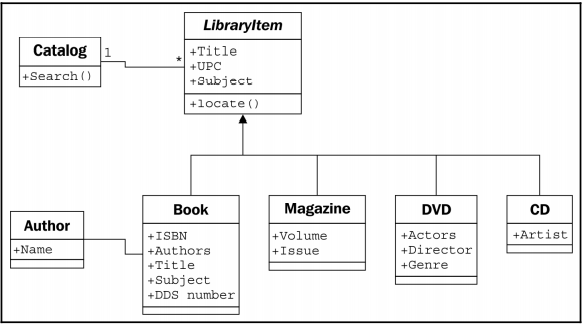 LibraryItem
+Title
+UPC
+Subject
+locate()
Catalog
+Search()
1
*
Author
+Name
Book
+ISBN
+Authors
+Title
+Subject
+DDS number
Magazine
+Volume
+Issue
DVD
+Actors
+Director
+Genre
CD
+Artist